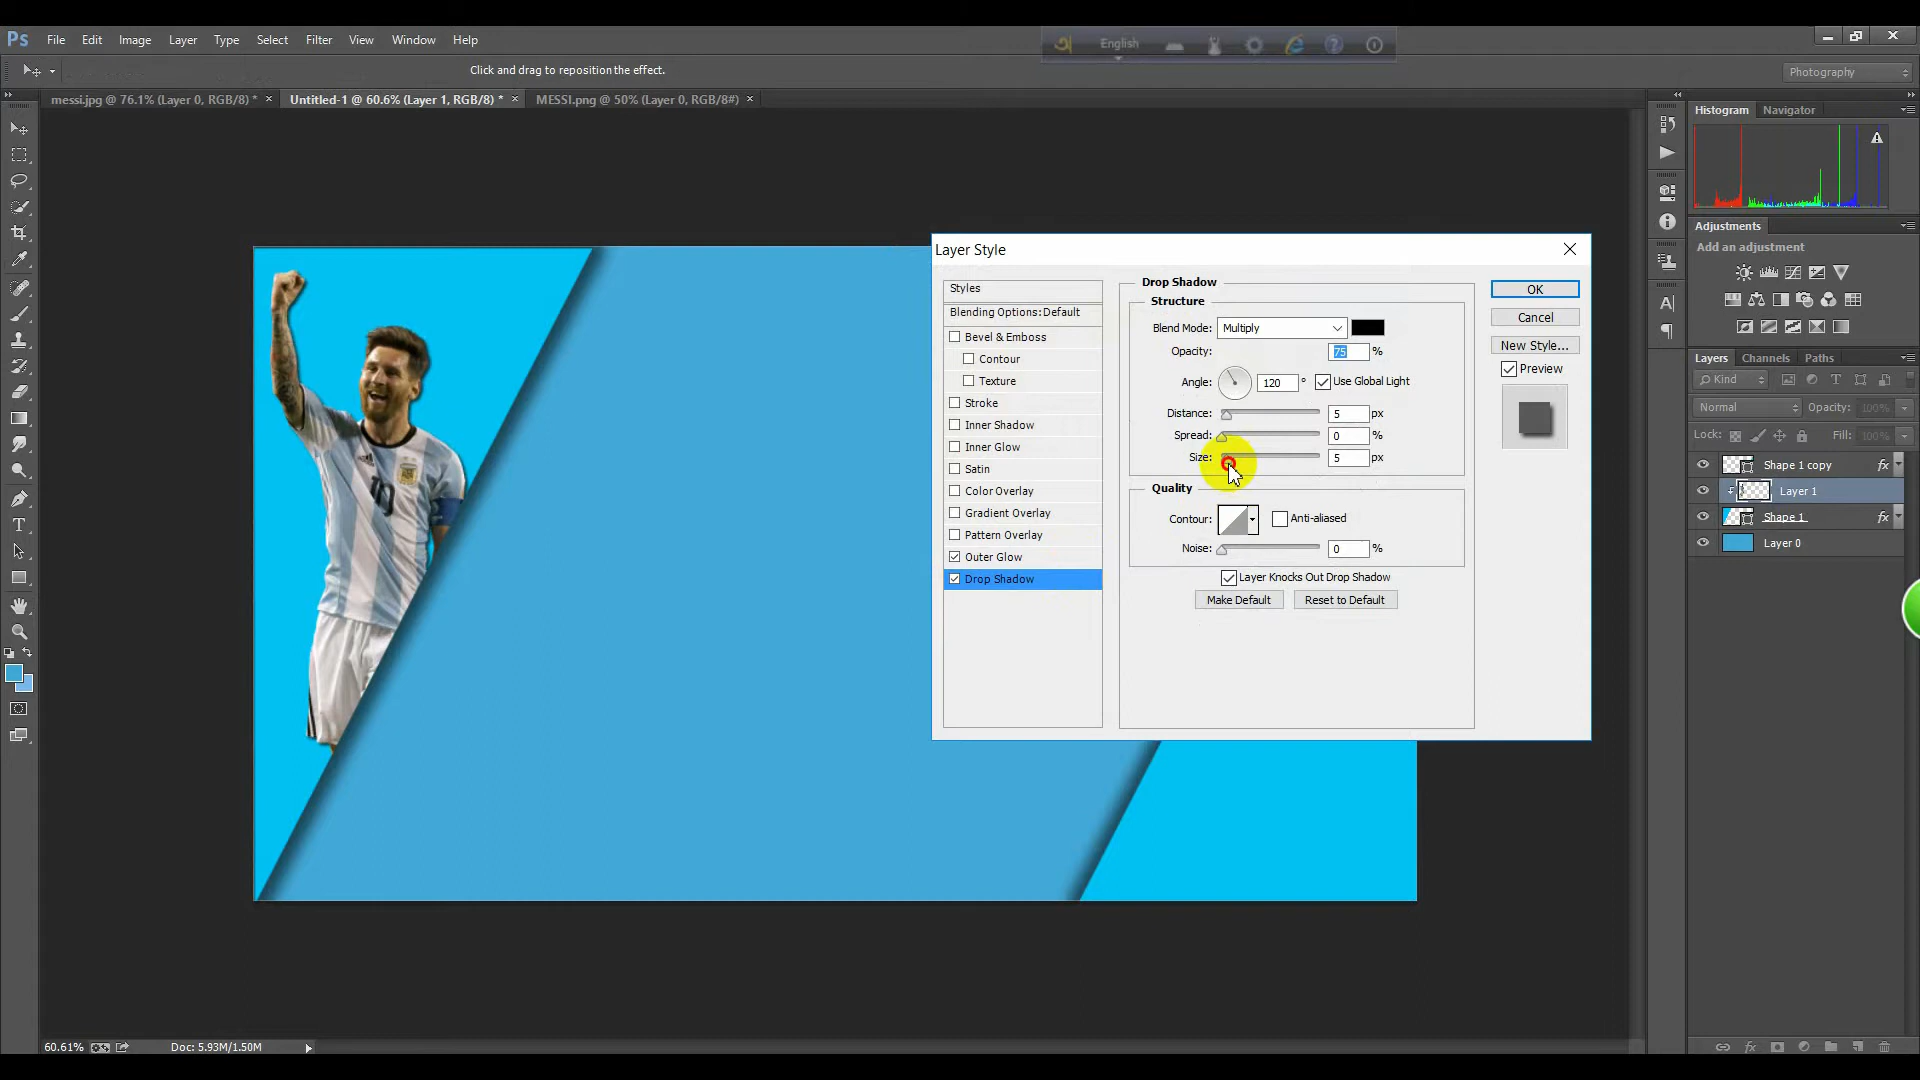 Ps File Edit Image Layer Type Select Filter View Window Help
English
Click and drag to reposition the effect.
Photography
messi.jpg @ 76.1% (Layer 0, RGB/8) * ×
Untitled-1 @ 60.6% (Layer 1, RGB/8) * ×
MESSI.png @ 50% (Layer 0, RGB/8#) ×
Histogram Navigator
Adjustments
Add an adjustment
Layers Channels Paths
Kind
Normal Opacity: 100%
Lock: Fill: 100%
Shape 1 copy fx
Layer 1
Shape 1 fx
Layer 0
Layer Style
Styles
Blending Options: Default
Bevel & Emboss
Contour
Texture
Stroke
Inner Shadow
Inner Glow
Satin
Color Overlay
Gradient Overlay
Pattern Overlay
Outer Glow
Drop Shadow
Drop Shadow
Structure
Blend Mode: Multiply
Opacity: 75 %
Angle: 120 ° Use Global Light
Distance: 5 px
Spread: 0 %
Size: 5 px
Quality
Contour: Anti-aliased
Noise: 0 %
Layer Knocks Out Drop Shadow
Make Default Reset to Default
OK
Cancel
New Style...
Preview
10
60.61% Doc: 5.93M/1.50M